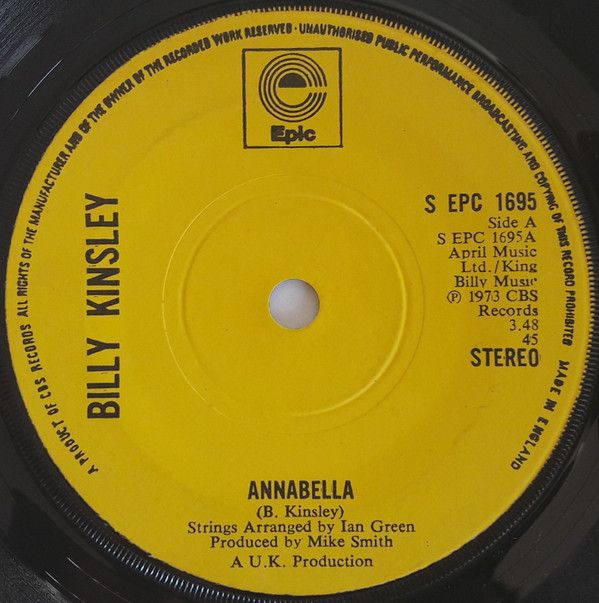 A PRODUCT OF CBS RECORDS ALL RIGHTS OF THE MANUFACTURER AND OF THE OWNER OF THE RECORDED WORK RESERVED · UNAUTHORISED PUBLIC PERFORMANCE BROADCASTING AND COPYING OF THIS RECORD PROHIBITED MADE IN ENGLAND
Epic
BILLY KINSLEY
S EPC 1695
Side A
S EPC 1695A
April Music
Ltd./King
Billy Music
℗ 1973 CBS
Records
3.48
45
STEREO
ANNABELLA
(B. Kinsley)
Strings Arranged by Ian Green
Produced by Mike Smith
A U.K. Production